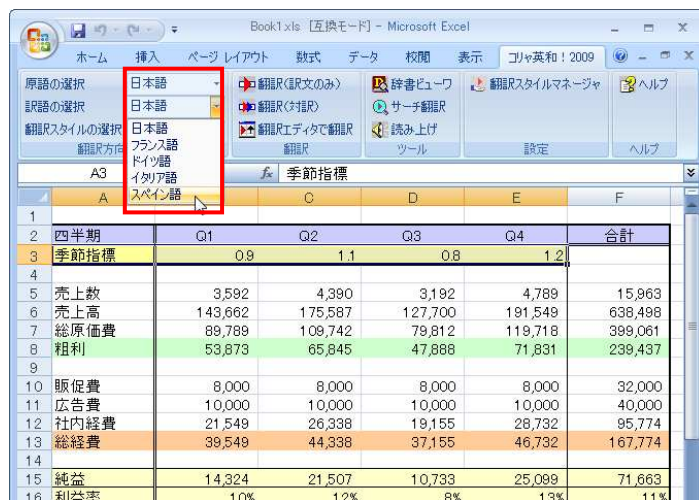 Book1.xls [互換モード] - Microsoft Excel
ホーム 挿入 ページ レイアウト 数式 データ 校閲 表示 コリャ英和！2009
原語の選択 日本語 翻訳(訳文のみ) 辞書ビューワ 翻訳スタイルマネージャ ヘルプ
訳語の選択 日本語 翻訳(対訳) サーチ翻訳
翻訳スタイルの選択 日本語 翻訳エディタで翻訳 読み上げ
フランス語
ドイツ語
イタリア語
スペイン語
翻訳方向 翻訳 ツール 設定 ヘルプ
A3 fx 季節指標
A C D E F
1
2 四半期 Q1 Q2 Q3 Q4 合計
3 季節指標 0.9 1.1 0.8 1.2
4
5 売上数 3,592 4,390 3,192 4,789 15,963
6 売上高 143,662 175,587 127,700 191,549 638,498
7 総原価費 89,789 109,742 79,812 119,718 399,061
8 粗利 53,873 65,845 47,888 71,831 239,437
9
10 販促費 8,000 8,000 8,000 8,000 32,000
11 広告費 10,000 10,000 10,000 10,000 40,000
12 社内経費 21,549 26,338 19,155 28,732 95,774
13 総経費 39,549 44,338 37,155 46,732 167,774
14
15 純益 14,324 21,507 10,733 25,099 71,663
16 利益率 10% 12% 8% 13% 11%